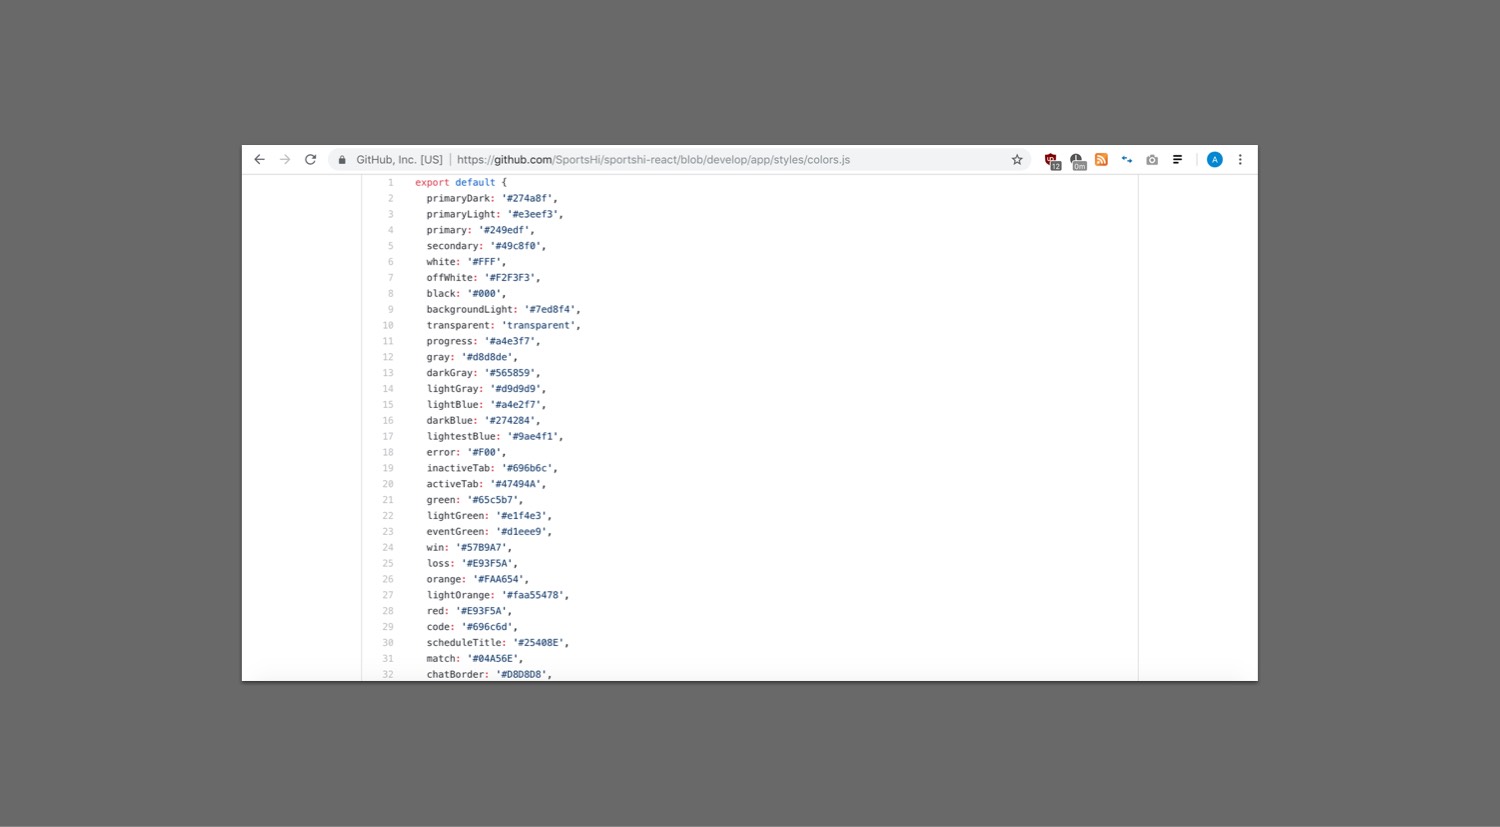 GitHub, Inc. [US] | https://github.com/SportsHi/sportshi-react/blob/develop/app/styles/colors.js 12 0m A
1 export default {
2 primaryDark: '#274a8f',
3 primaryLight: '#e3eef3',
4 primary: '#249edf',
5 secondary: '#49c8f0',
6 white: '#FFF',
7 offWhite: '#F2F3F3',
8 black: '#000',
9 backgroundLight: '#7ed8f4',
10 transparent: 'transparent',
11 progress: '#a4e3f7',
12 gray: '#d8d8de',
13 darkGray: '#565859',
14 lightGray: '#d9d9d9',
15 lightBlue: '#a4e2f7',
16 darkBlue: '#274284',
17 lightestBlue: '#9ae4f1',
18 error: '#F00',
19 inactiveTab: '#696b6c',
20 activeTab: '#47494A',
21 green: '#65c5b7',
22 lightGreen: '#e1f4e3',
23 eventGreen: '#d1eee9',
24 win: '#57B9A7',
25 loss: '#E93F5A',
26 orange: '#FAA654',
27 lightOrange: '#faa55478',
28 red: '#E93F5A',
29 code: '#696c6d',
30 scheduleTitle: '#25408E',
31 match: '#04A56E',
32 chatBorder: '#D8D8D8',